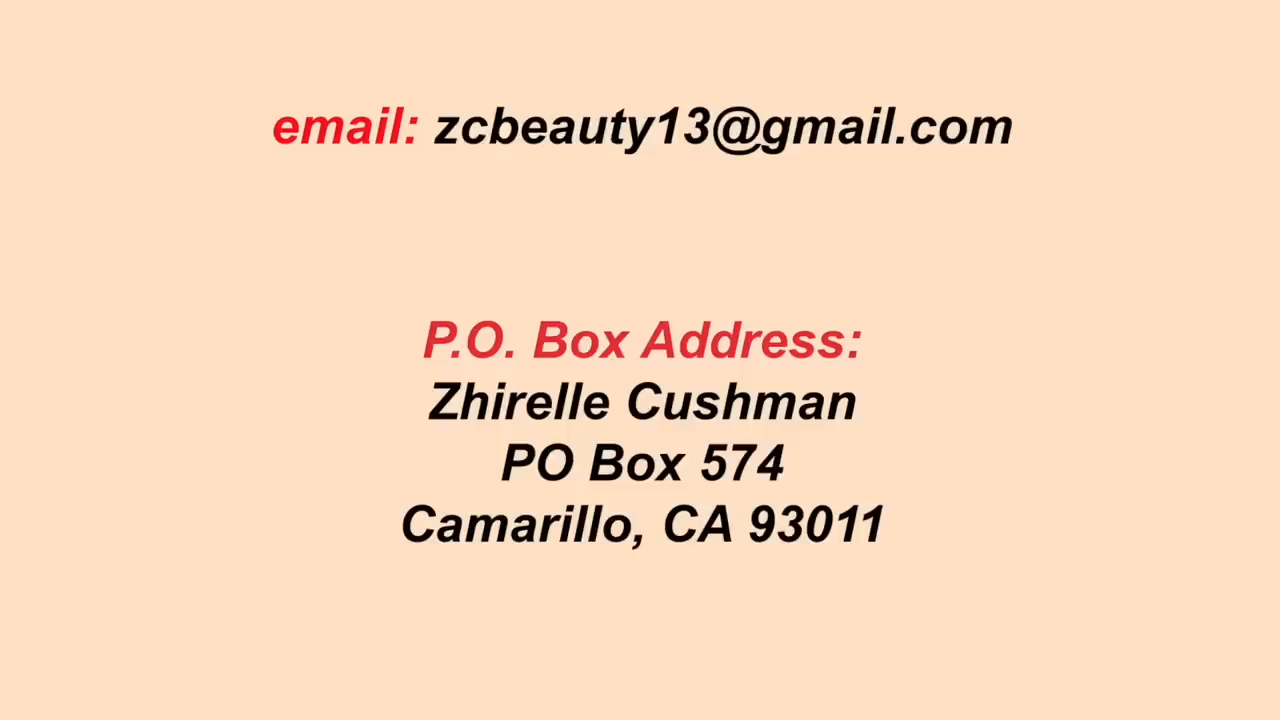 email: zcbeauty13@gmail.com
P.O. Box Address:
Zhirelle Cushman
PO Box 574
Camarillo, CA 93011